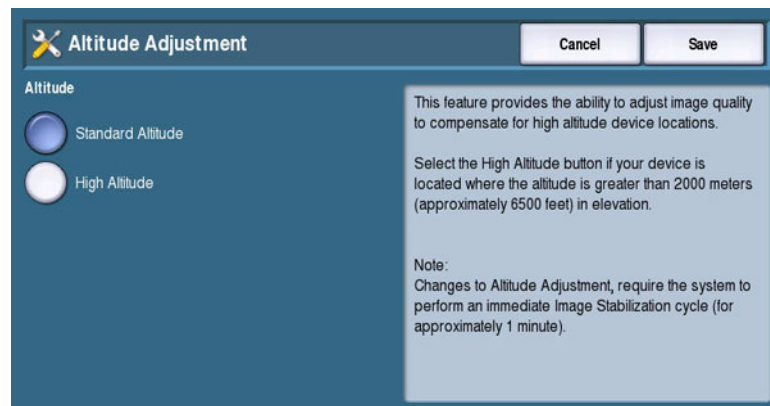 Altitude Adjustment
Cancel
Save
Altitude
Standard Altitude
High Altitude
This feature provides the ability to adjust image quality
to compensate for high altitude device locations.
Select the High Altitude button if your device is
located where the altitude is greater than 2000 meters
(approximately 6500 feet) in elevation.
Note:
Changes to Altitude Adjustment, require the system to
perform an immediate Image Stabilization cycle (for
approximately 1 minute).